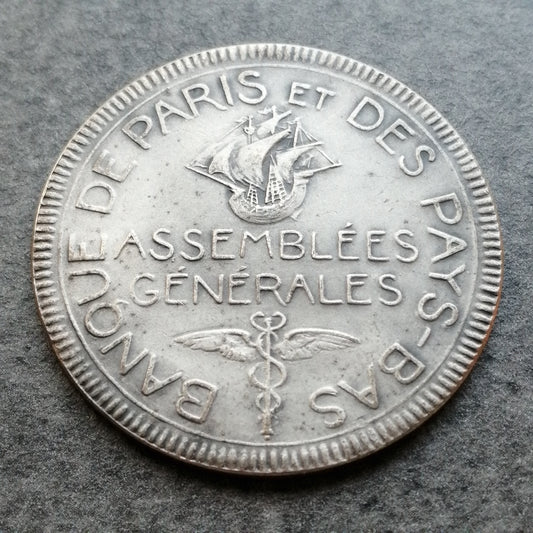 BANQUE DE PARIS ET DES PAYS-BAS
ASSEMBLÉES
GÉNÉRALES